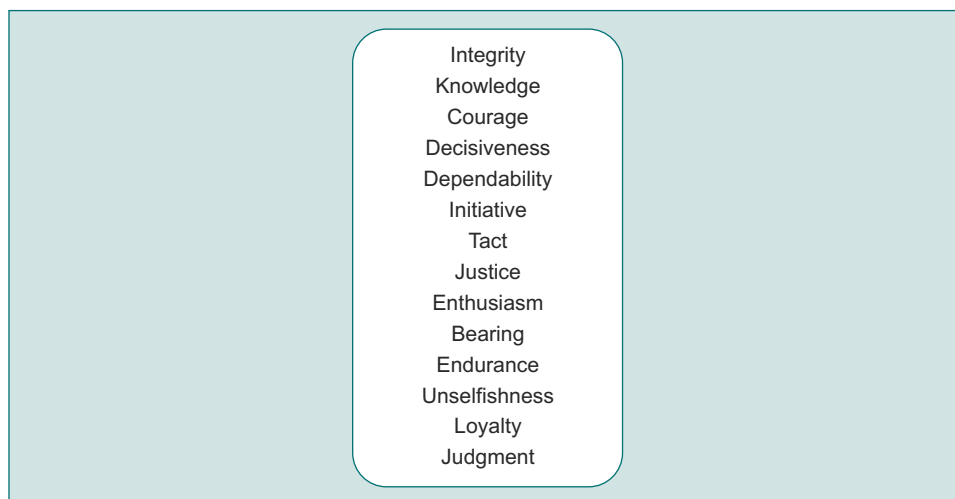 Integrity
Knowledge
Courage
Decisiveness
Dependability
Initiative
Tact
Justice
Enthusiasm
Bearing
Endurance
Unselfishness
Loyalty
Judgment